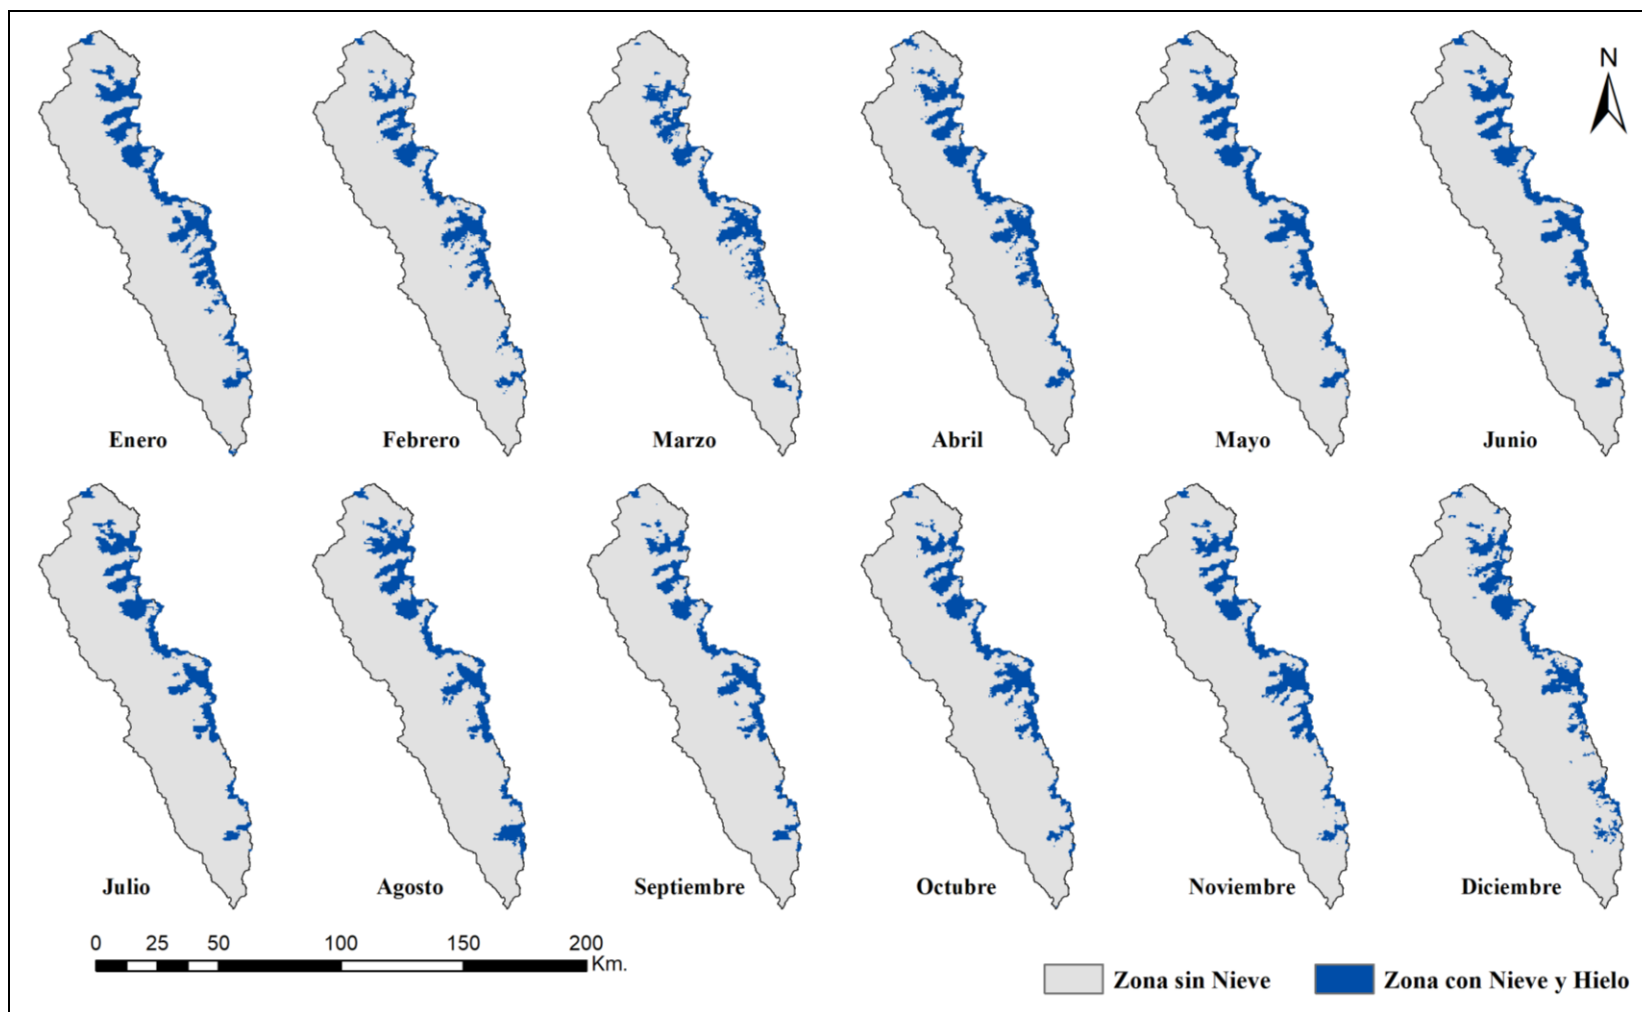 N
Enero
Febrero
Marzo
Abril
Mayo
Junio
Julio
Agosto
Septiembre
Octubre
Noviembre
Diciembre
0 25 50 100 150 200
Km.
Zona sin Nieve
Zona con Nieve y Hielo